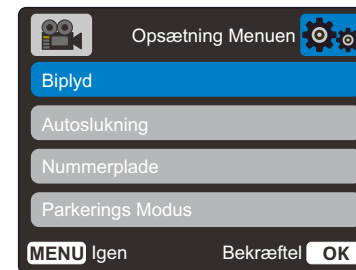 Opsætning Menuen
Biplyd
Autoslukning
Nummerplade
Parkerings Modus
MENU Igen Bekræftel OK